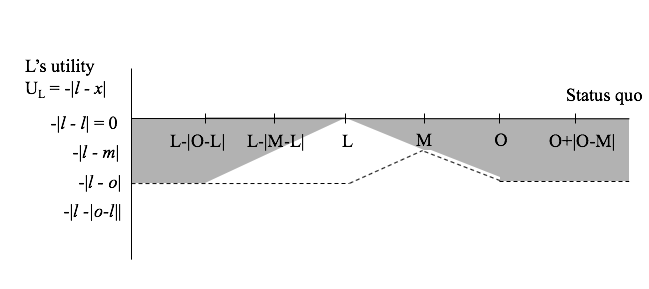 L's utility
U_L = -|l - x|
Status quo
-|l - l| = 0
L-|O-L| L-|M-L| L M O O+|O-M|
-|l - m|
-|l - o|
-|l -|o-l||